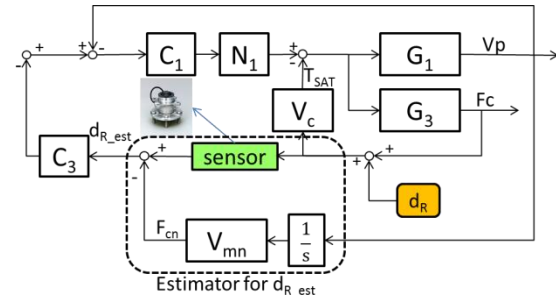 C1
N1
G1
Vp
TSAT
Fc
G3
Vc
dR_est
C3
sensor
dR
Fcn
Vmn
1
s
Estimator for dR_est